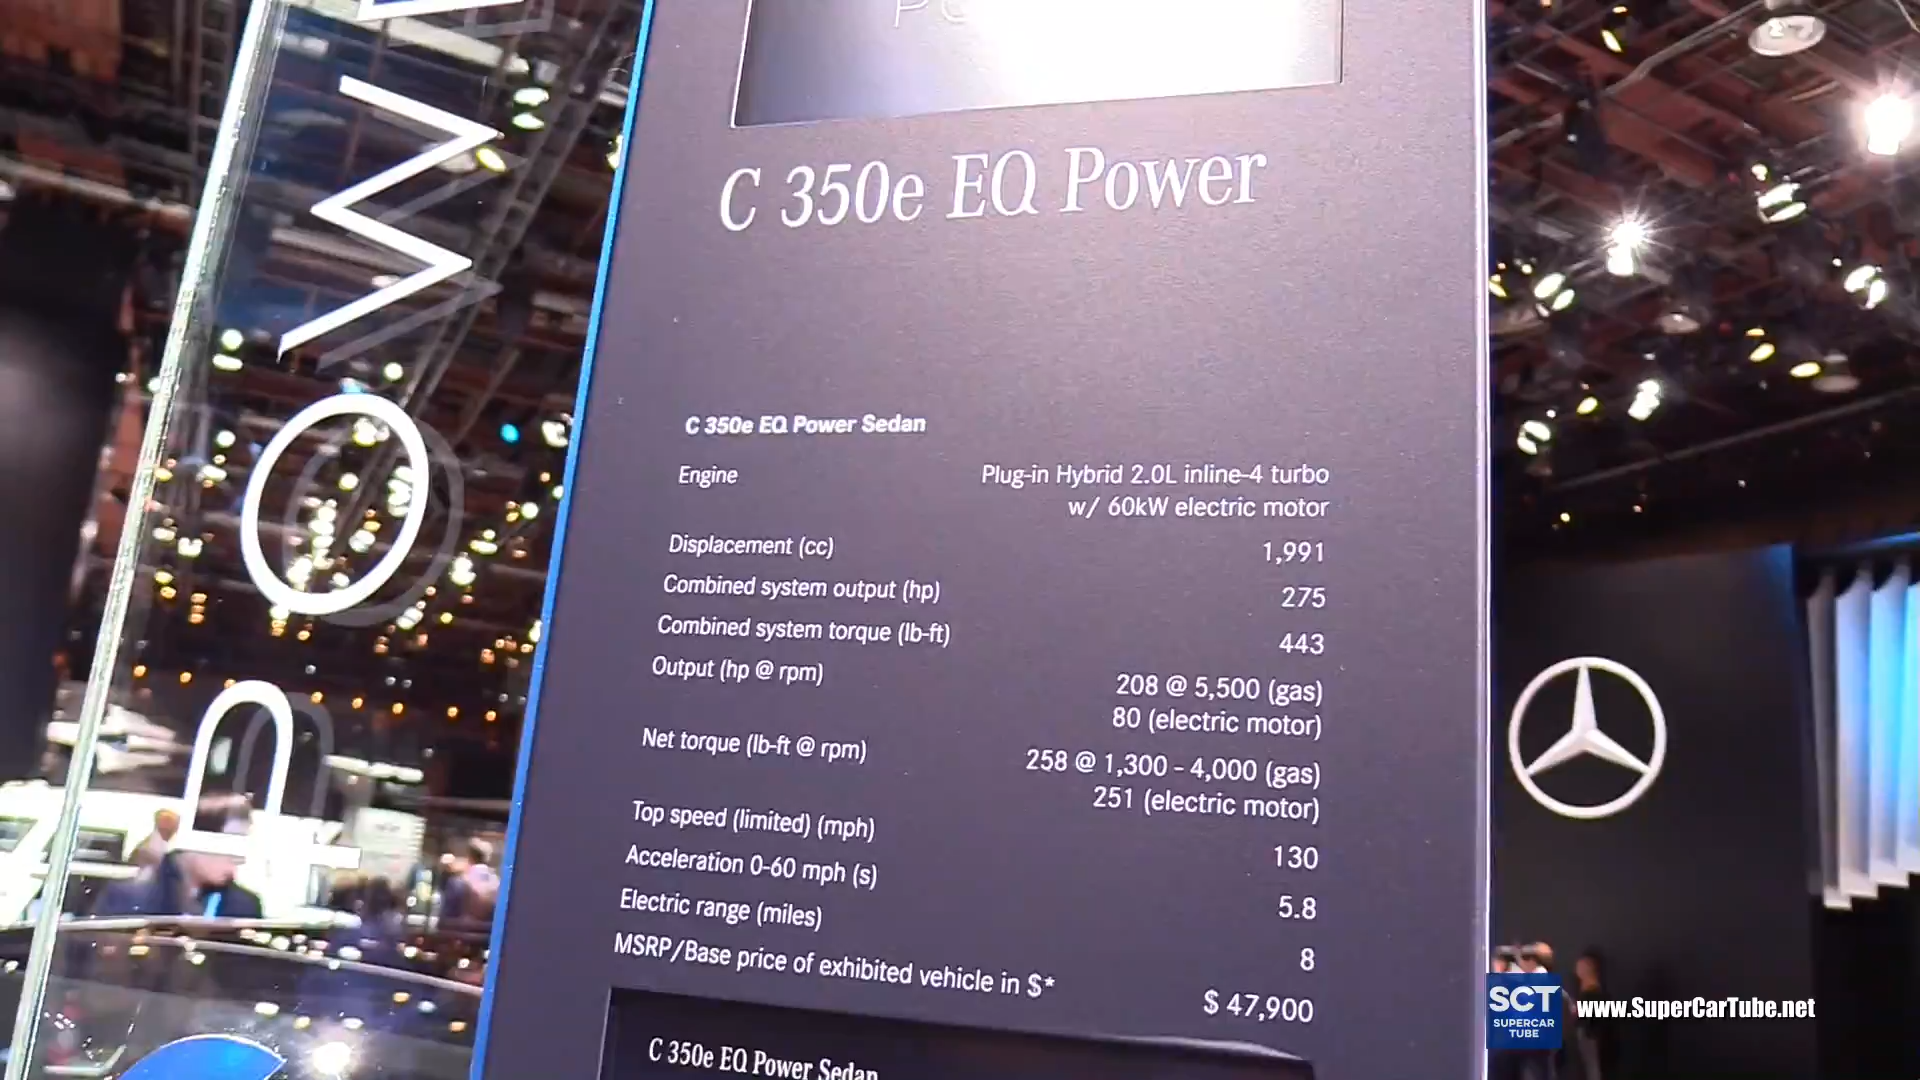 POWE
C 350e EQ Power
C 350e EQ Power Sedan
Engine Plug-in Hybrid 2.0L inline-4 turbo
w/ 60kW electric motor
Displacement (cc) 1,991
Combined system output (hp) 275
Combined system torque (lb-ft) 443
Output (hp @ rpm) 208 @ 5,500 (gas)
80 (electric motor)
Net torque (lb-ft @ rpm) 258 @ 1,300 - 4,000 (gas)
251 (electric motor)
Top speed (limited) (mph) 130
Acceleration 0-60 mph (s) 5.8
Electric range (miles) 8
MSRP/Base price of exhibited vehicle in $* $ 47,900
C 350e EQ Power Sedan
SCT
SUPERCAR
TUBE
www.SuperCarTube.net